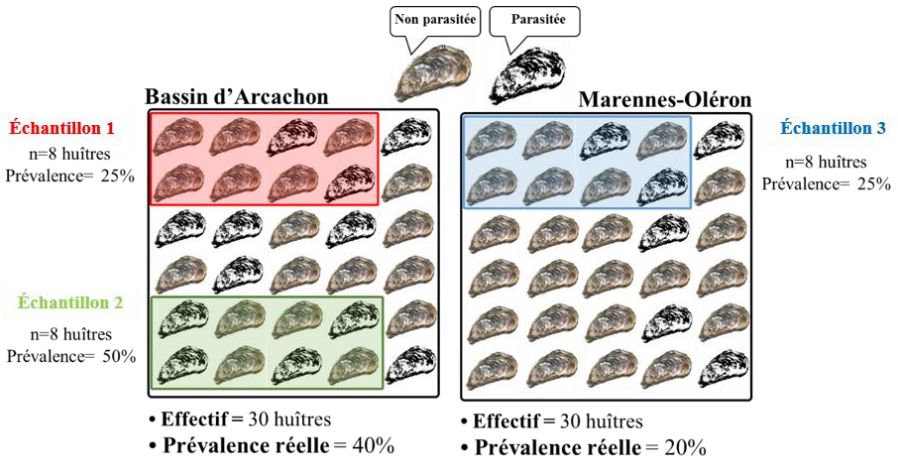 Non parasitée
Parasitée
Bassin d’Arcachon
Marennes-Oléron
Échantillon 1
n=8 huîtres
Prévalence= 25%
Échantillon 3
n=8 huîtres
Prévalence= 25%
Échantillon 2
n=8 huîtres
Prévalence= 50%
• Effectif = 30 huîtres
• Prévalence réelle = 40%
• Effectif = 30 huîtres
• Prévalence réelle = 20%